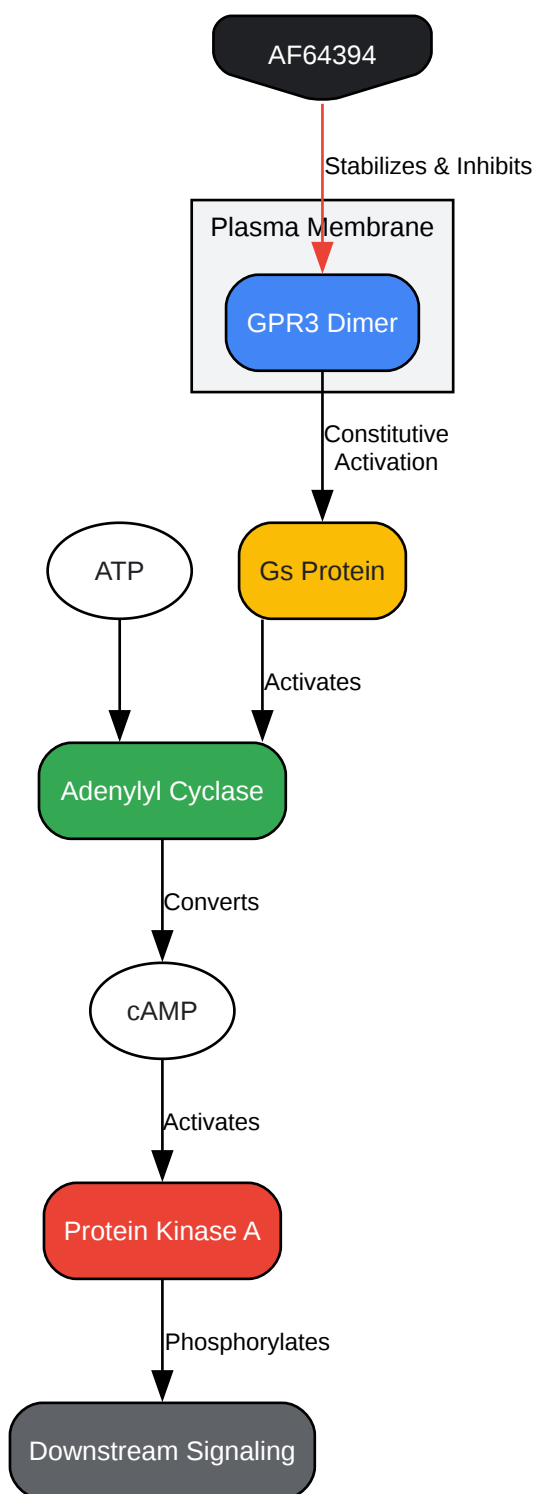 AF64394
Stabilizes & Inhibits
Plasma Membrane
GPR3 Dimer
Constitutive
Activation
ATP
Gs Protein
Activates
Adenylyl Cyclase
Converts
cAMP
Activates
Protein Kinase A
Phosphorylates
Downstream Signaling